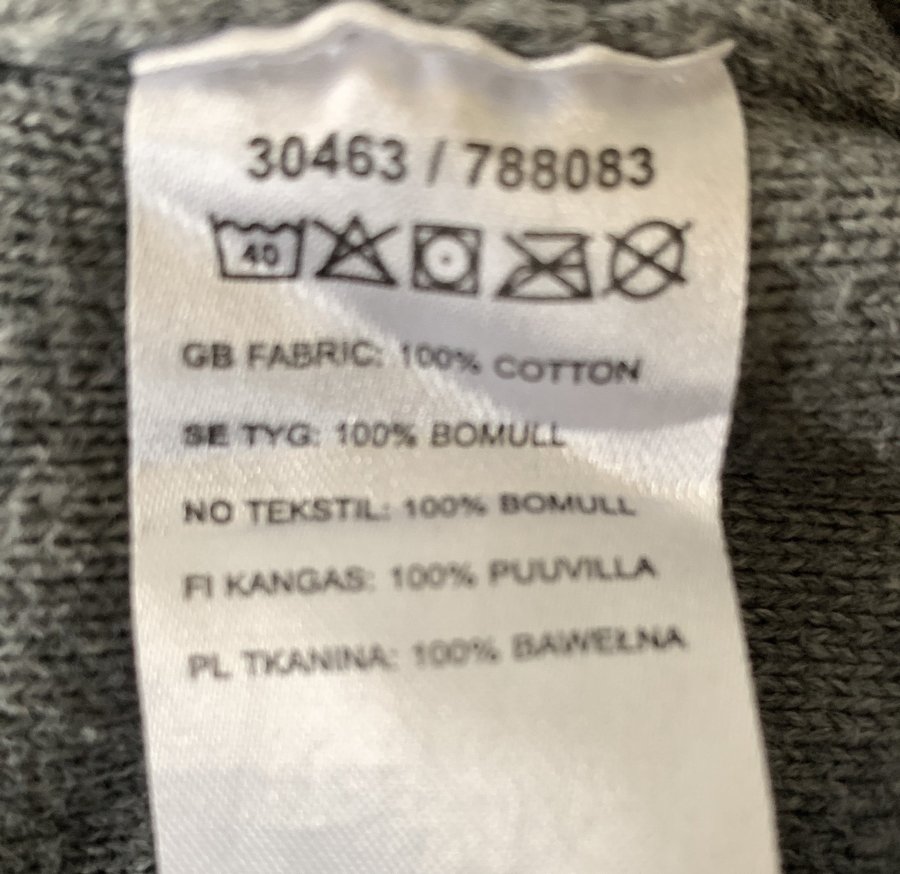 30463 / 788083
40
GB FABRIC: 100% COTTON
SE TYG: 100% BOMULL
NO TEKSTIL: 100% BOMULL
FI KANGAS: 100% PUUVILLA
PL TKANINA: 100% BAWEŁNA